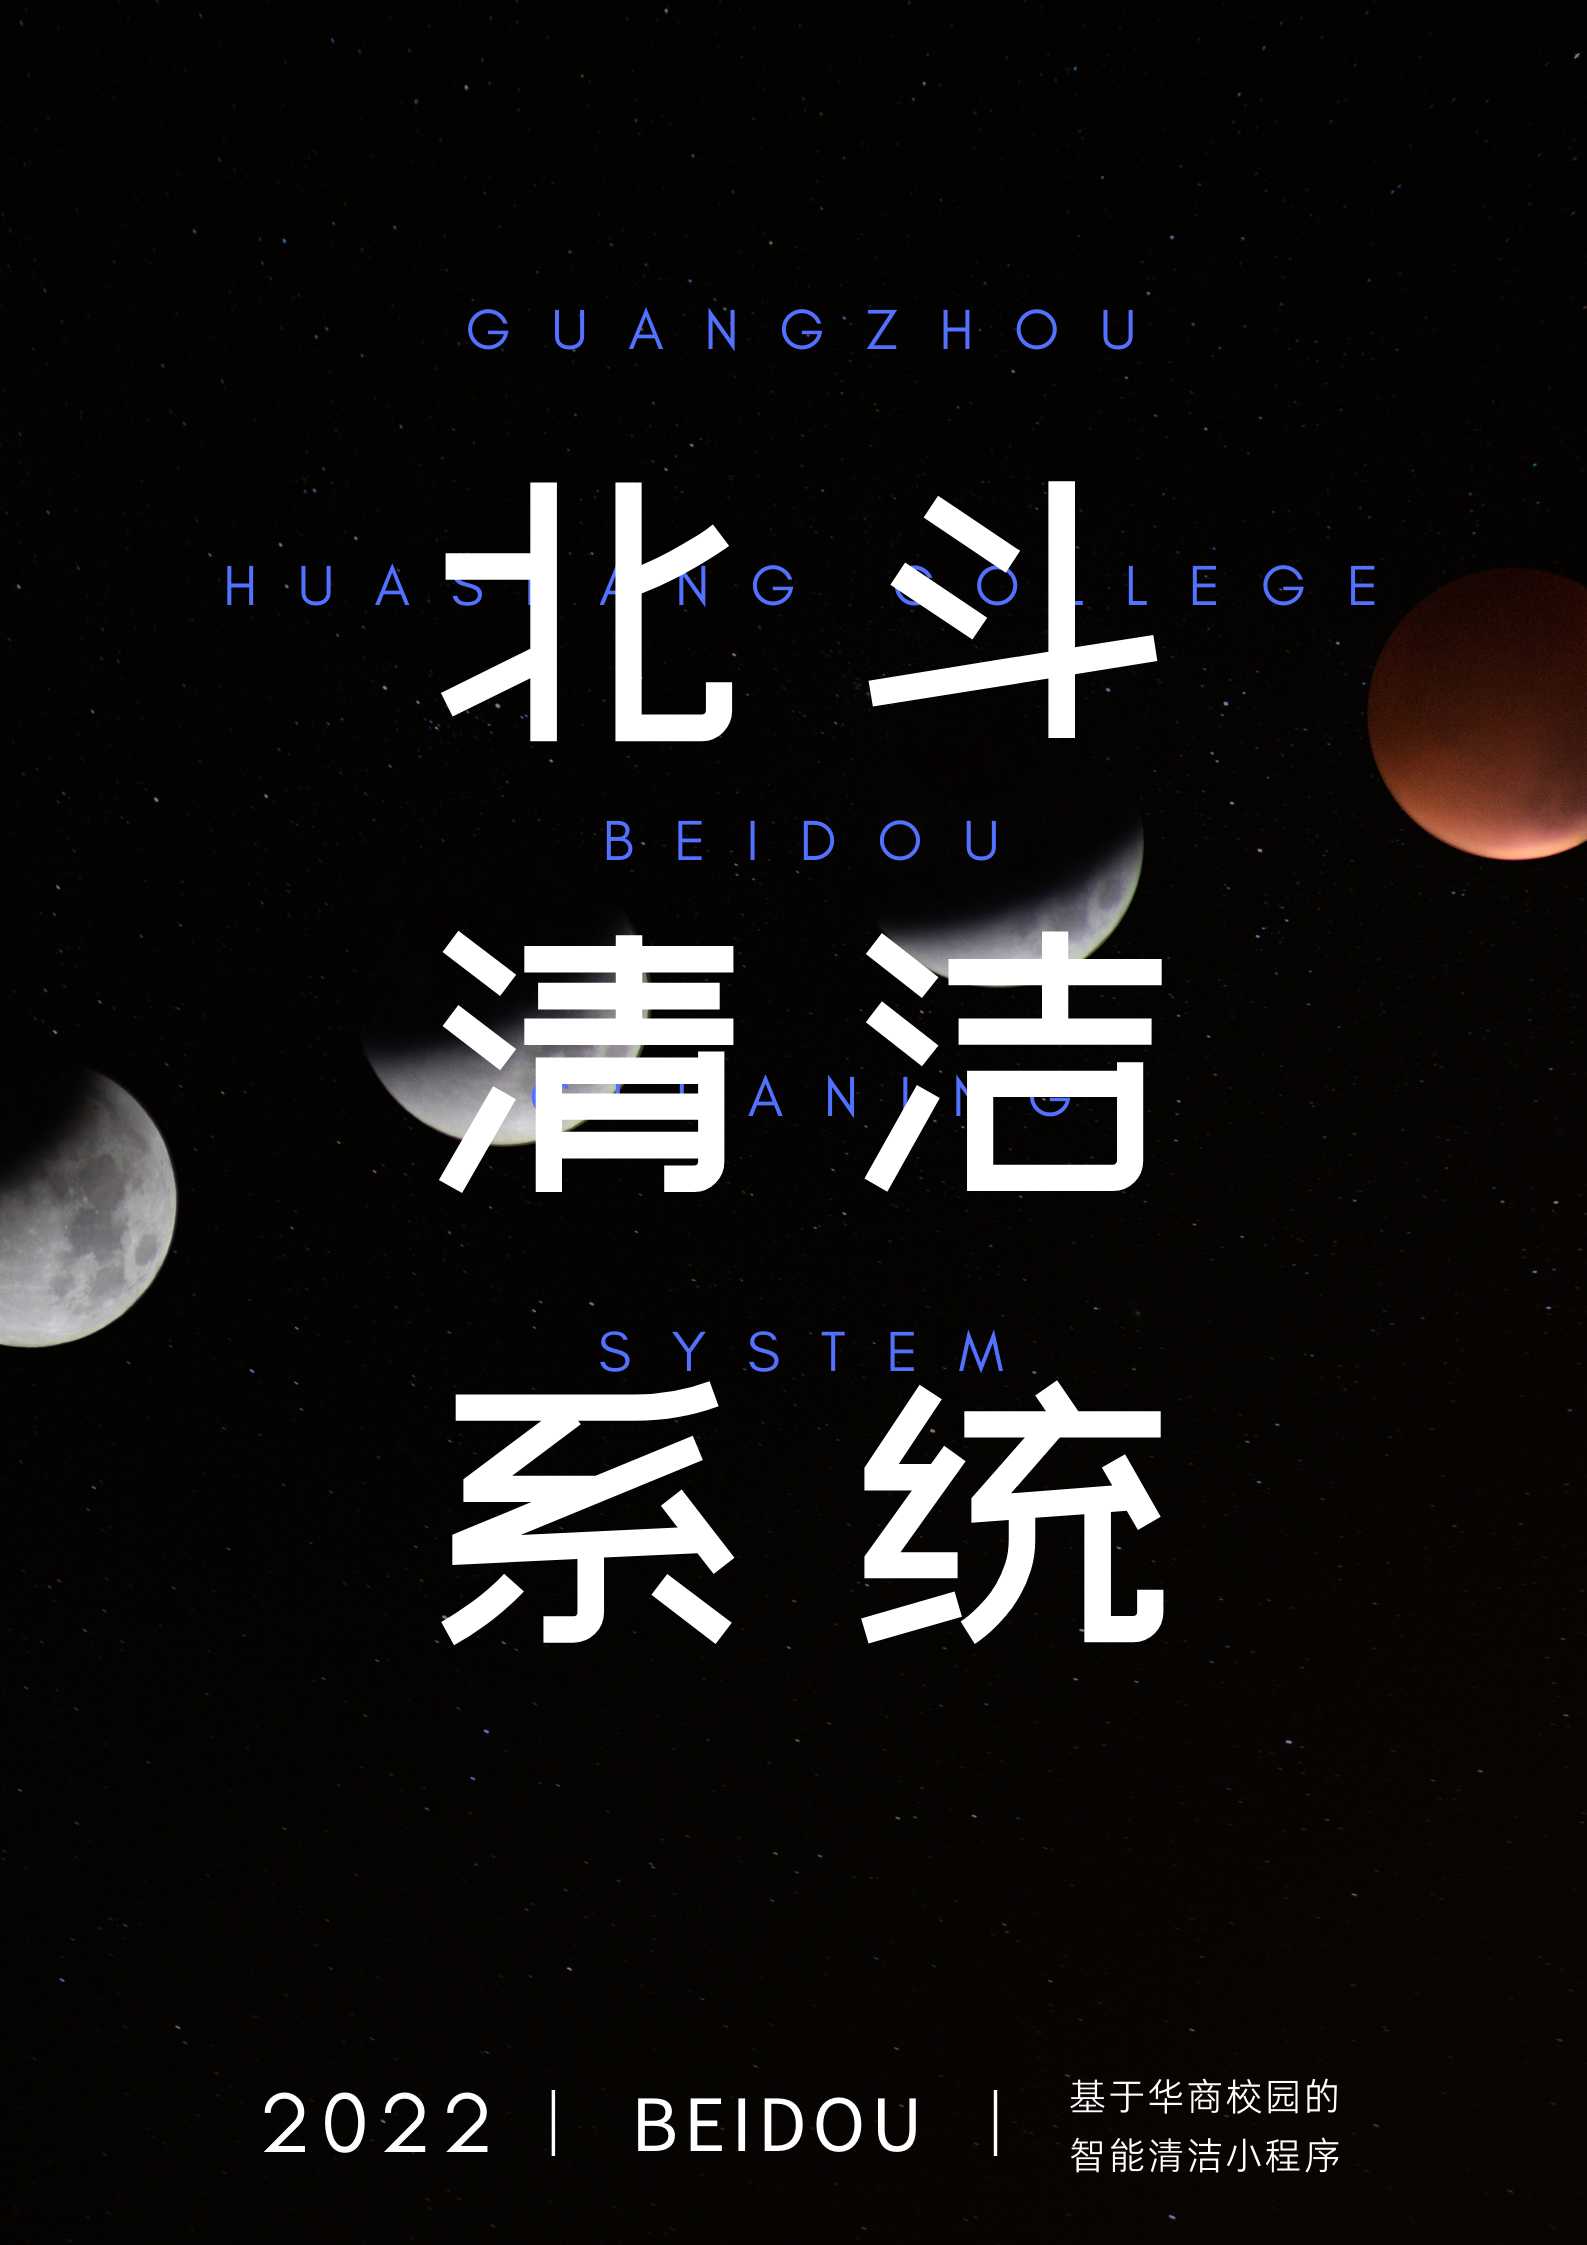 GUANGZHOU
北斗
HUASHANG COLLEGE
BEIDOU
清洁
CLEANING
SYSTEM
系统
2022 | BEIDOU | 基于华商校园的
智能清洁小程序